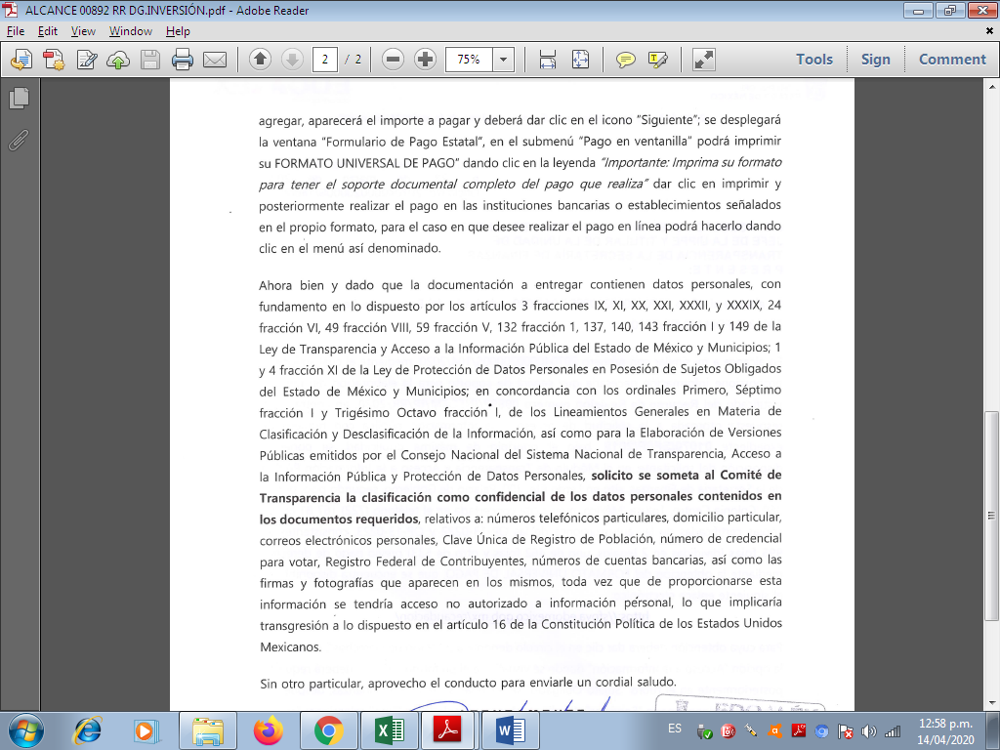 ALCANCE 00892 RR DG.INVERSIÓN.pdf - Adobe Reader
File Edit View Window Help
2 / 2 75% Tools Sign Comment
agregar, aparecerá el importe a pagar y deberá dar clic en el icono "Siguiente"; se desplegará
la ventana "Formulario de Pago Estatal", en el submenú "Pago en ventanilla" podrá imprimir
su FORMATO UNIVERSAL DE PAGO" dando clic en la leyenda "Importante: Imprima su formato
para tener el soporte documental completo del pago que realiza" dar clic en imprimir y
posteriormente realizar el pago en las instituciones bancarias o establecimientos señalados
en el propio formato, para el caso en que desee realizar el pago en línea podrá hacerlo dando
clic en el menú así denominado.
Ahora bien y dado que la documentación a entregar contienen datos personales, con
fundamento en lo dispuesto por los artículos 3 fracciones IX, XI, XX, XXI, XXXII, y XXXIX, 24
fracción VI, 49 fracción VIII, 59 fracción V, 132 fracción 1, 137, 140, 143 fracción I y 149 de la
Ley de Transparencia y Acceso a la Información Pública del Estado de México y Municipios; 1
y 4 fracción XI de la Ley de Protección de Datos Personales en Posesión de Sujetos Obligados
del Estado de México y Municipios; en concordancia con los ordinales Primero, Séptimo
fracción I y Trigésimo Octavo fracción I, de los Lineamientos Generales en Materia de
Clasificación y Desclasificación de la Información, así como para la Elaboración de Versiones
Públicas emitidos por el Consejo Nacional del Sistema Nacional de Transparencia, Acceso a
la Información Pública y Protección de Datos Personales, solicito se someta al Comité de
Transparencia la clasificación como confidencial de los datos personales contenidos en
los documentos requeridos, relativos a: números telefónicos particulares, domicilio particular,
correos electrónicos personales, Clave Única de Registro de Población, número de credencial
para votar, Registro Federal de Contribuyentes, números de cuentas bancarias, así como las
firmas y fotografías que aparecen en los mismos, toda vez que de proporcionarse esta
información se tendría acceso no autorizado a información personal, lo que implicaría
transgresión a lo dispuesto en el artículo 16 de la Constitución Política de los Estados Unidos
Mexicanos.
Sin otro particular, aprovecho el conducto para enviarle un cordial saludo.
ES 12:58 p.m.
14/04/2020